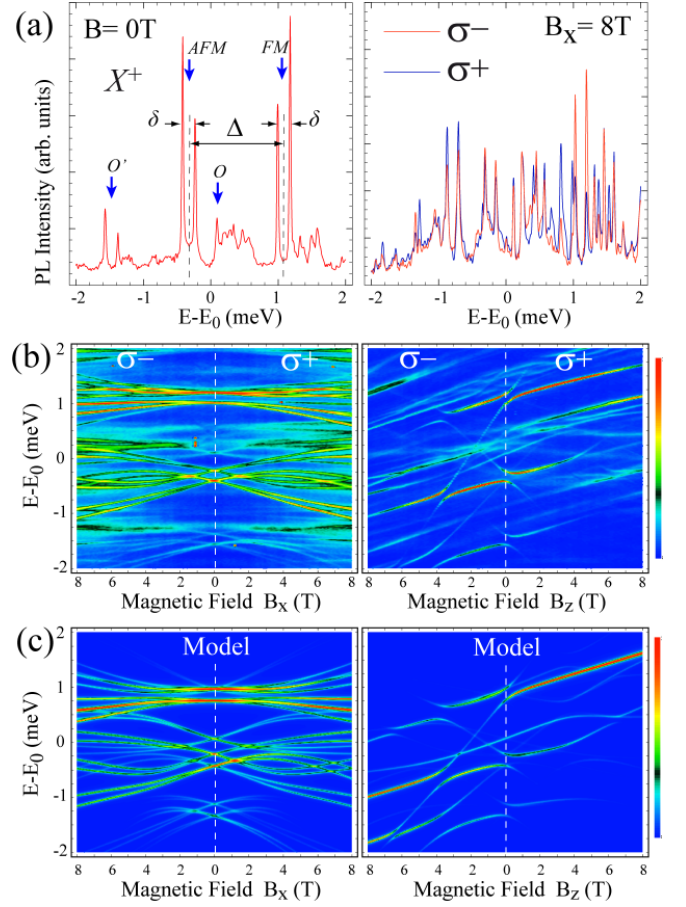 (a)
B= 0T
X⁺
AFM
FM
δ
Δ
δ
O'
O
PL Intensity (arb. units)
-2 -1 0 1 2
E-E₀ (meV)
σ−
σ+
Bₓ = 8T
-2 -1 0 1 2
E-E₀ (meV)
(b)
σ− σ+
2
1
0
-1
-2
E-E₀ (meV)
8 6 4 2 0 2 4 6 8
Magnetic Field Bₓ (T)
σ− σ+
8 6 4 2 0 2 4 6 8
Magnetic Field B_z (T)
(c)
Model
2
1
0
-1
-2
E-E₀ (meV)
8 6 4 2 0 2 4 6 8
Magnetic Field Bₓ (T)
Model
8 6 4 2 0 2 4 6 8
Magnetic Field B_z (T)